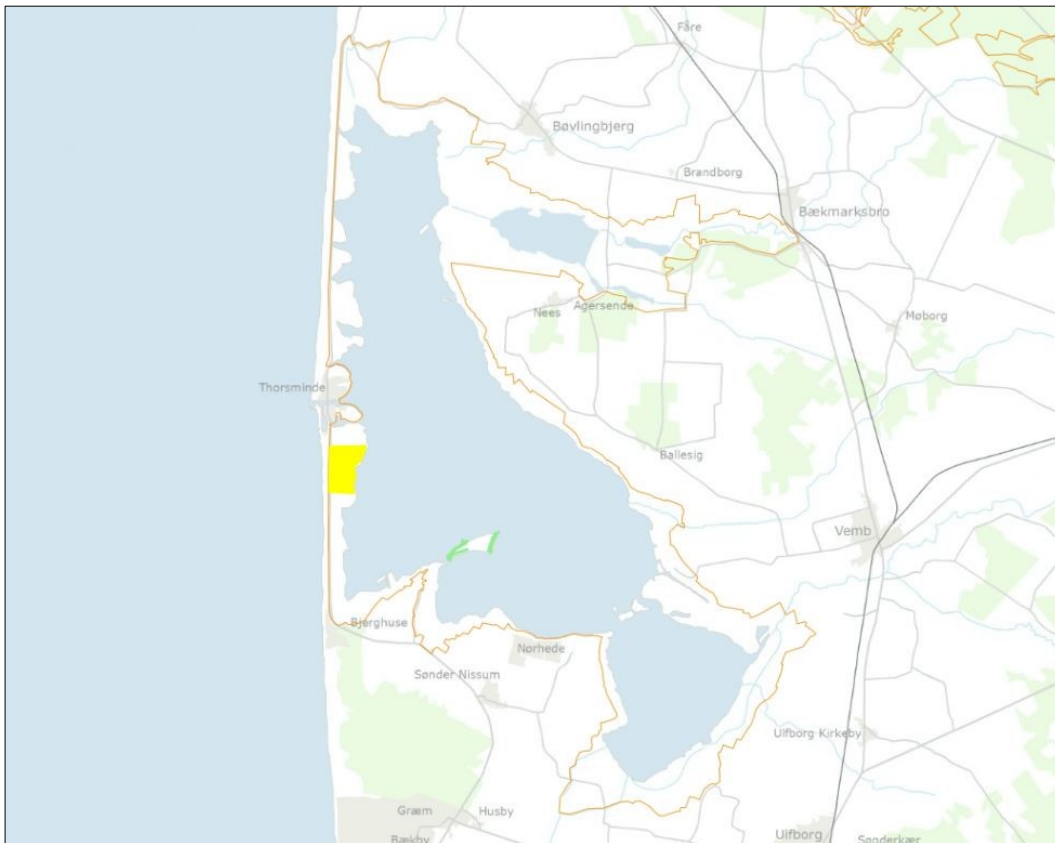 Fåre
Bøvlingbjerg
Brandborg
Bækmarksbro
Nees
Agersende
Møborg
Thorsminde
Ballesig
Vemb
Bjerghuse
Nørhede
Sønder Nissum
Ulfborg Kirkeby
Græm
Husby
Bækby
Ulfborg
Sønderkær